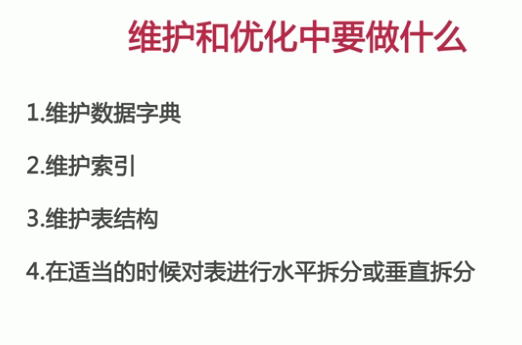 维护和优化中要做什么
1.维护数据字典
2.维护索引
3.维护表结构
4.在适当的时候对表进行水平拆分或垂直拆分